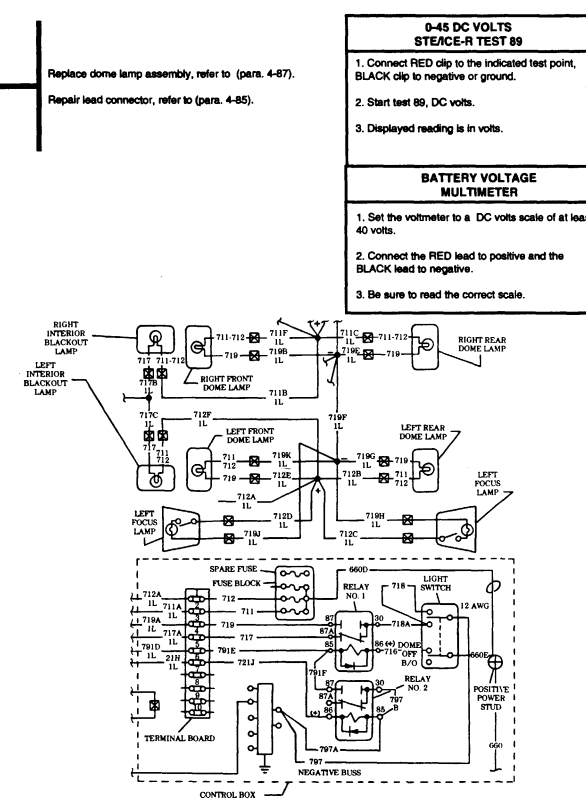 0-45 DC VOLTS
STE/ICE-R TEST 89
1. Connect RED clip to the indicated test point,
BLACK clip to negative or ground.
2. Start test 89, DC volts.
3. Displayed reading is in volts.
Replace dome lamp assembly, refer to (para. 4-87).
Repair lead connector, refer to (para. 4-85).
BATTERY VOLTAGE
MULTIMETER
1. Set the voltmeter to a DC volts scale of at
40 volts.
2. Connect the RED lead to positive and the
BLACK lead to negative.
3. Be sure to read the correct scale.
RIGHT
INTERIOR
BLACKOUT
LAMP
LEFT
INTERIOR
BLACKOUT
LAMP
717 711-712
717B
1L
711-712
719
711F
1L
719B
1L
RIGHT FRONT
DOME LAMP
711B
1L
711C
1L
719E
1L
711-712
719
RIGHT REAR
DOME LAMP
717C
1L
712F
1L
717
711
712
LEFT FRONT
DOME LAMP
711
712
719
719K
1L
712E
1L
719F
1L
719G
1L
712B
1L
719
711
712
LEFT REAR
DOME LAMP
712A
1L
LEFT
FOCUS
LAMP
712D
1L
719J
1L
719H
1L
712C
1L
LEFT
FOCUS
LAMP
SPARE FUSE
FUSE BLOCK
660D
RELAY
NO. 1
718
LIGHT
SWITCH
12 AWG
712A
1L
711A
1L
719A
1L
717A
1L
791D
1L
21H
1L
1
2
3
4
5
6
7
8
9
10
712
711
719
717
791E
721J
87
87A
85
30
86 (+)
718A
716
DOME
OFF
B/O
660E
791F
87
87A
(+) 86
30
85
RELAY
NO. 2
797
B
POSITIVE
POWER
STUD
TERMINAL BOARD
797A
797
NEGATIVE BUSS
660
CONTROL BOX